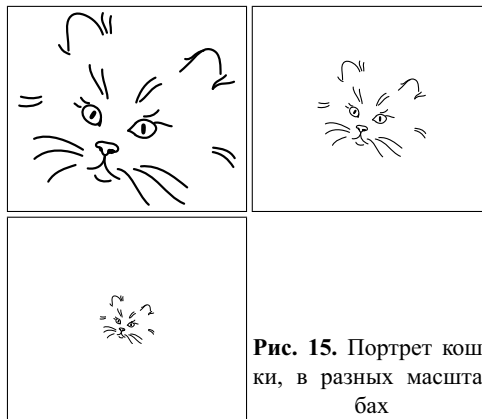 Рис. 15. Портрет кош
ки, в разных масшта
бах